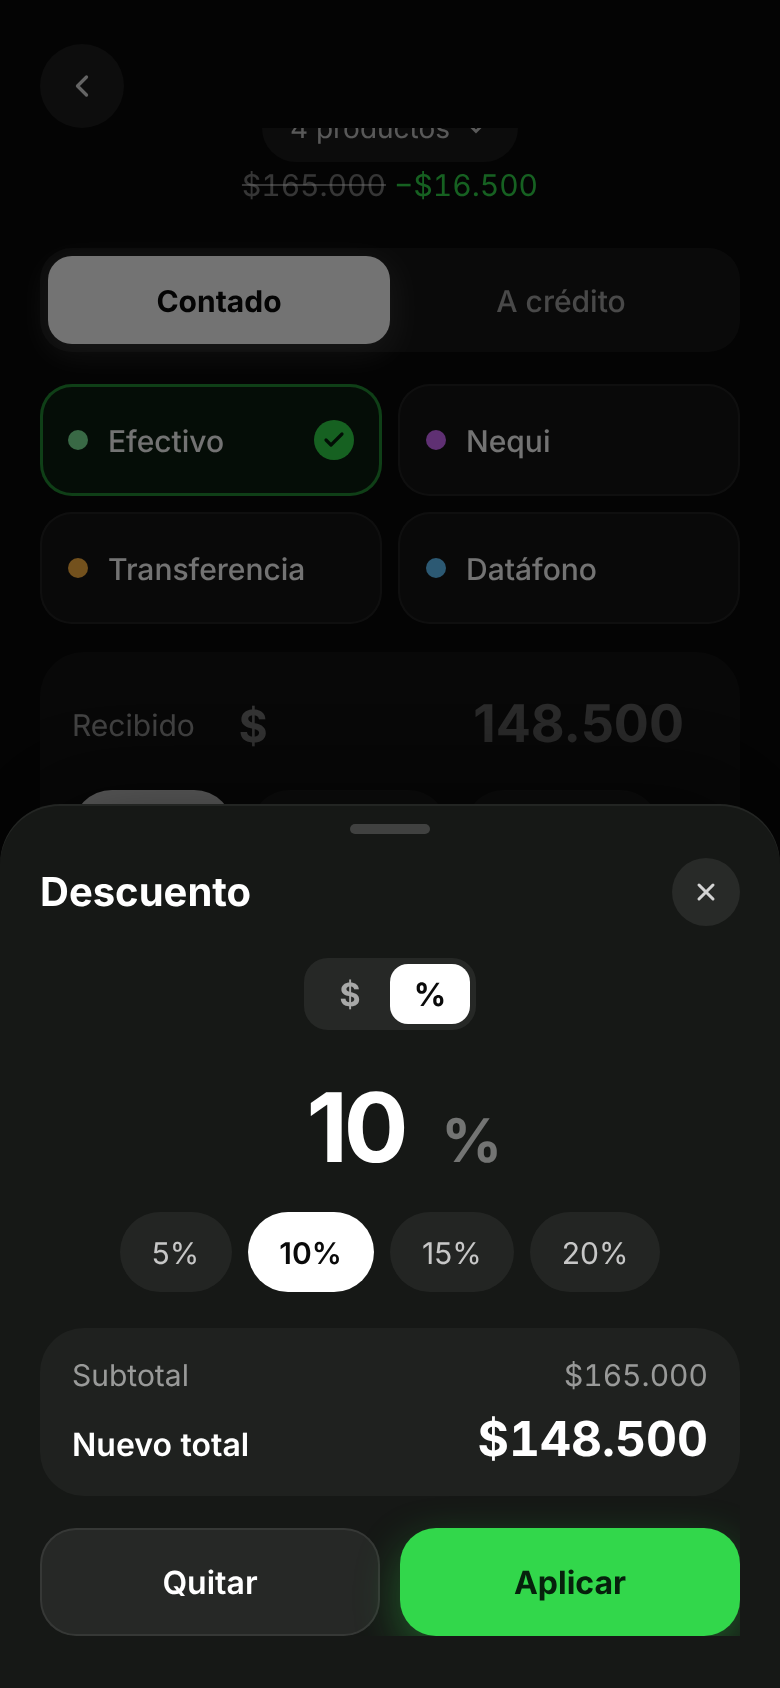 4 productos
$165.000 −$16.500
Contado
A crédito
Efectivo
Nequi
Transferencia
Datáfono
Recibido $ 148.500
Descuento
$ %
10 %
5% 10% 15% 20%
Subtotal $165.000
Nuevo total $148.500
Quitar
Aplicar